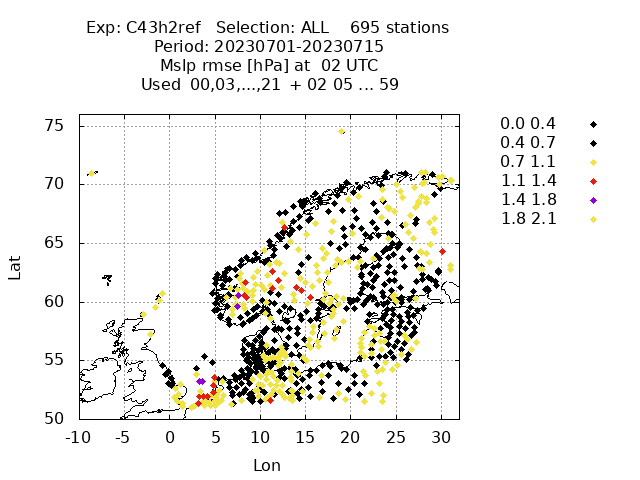 Exp: C43h2ref   Selection: ALL    695 stations
Period: 20230701-20230715
Mslp rmse [hPa] at  02 UTC
Used  00,03,...,21  + 02 05 ... 59
0.0 0.4
0.4 0.7
0.7 1.1
1.1 1.4
1.4 1.8
1.8 2.1
75
70
65
60
55
50
Lat
-10 -5 0 5 10 15 20 25 30
Lon